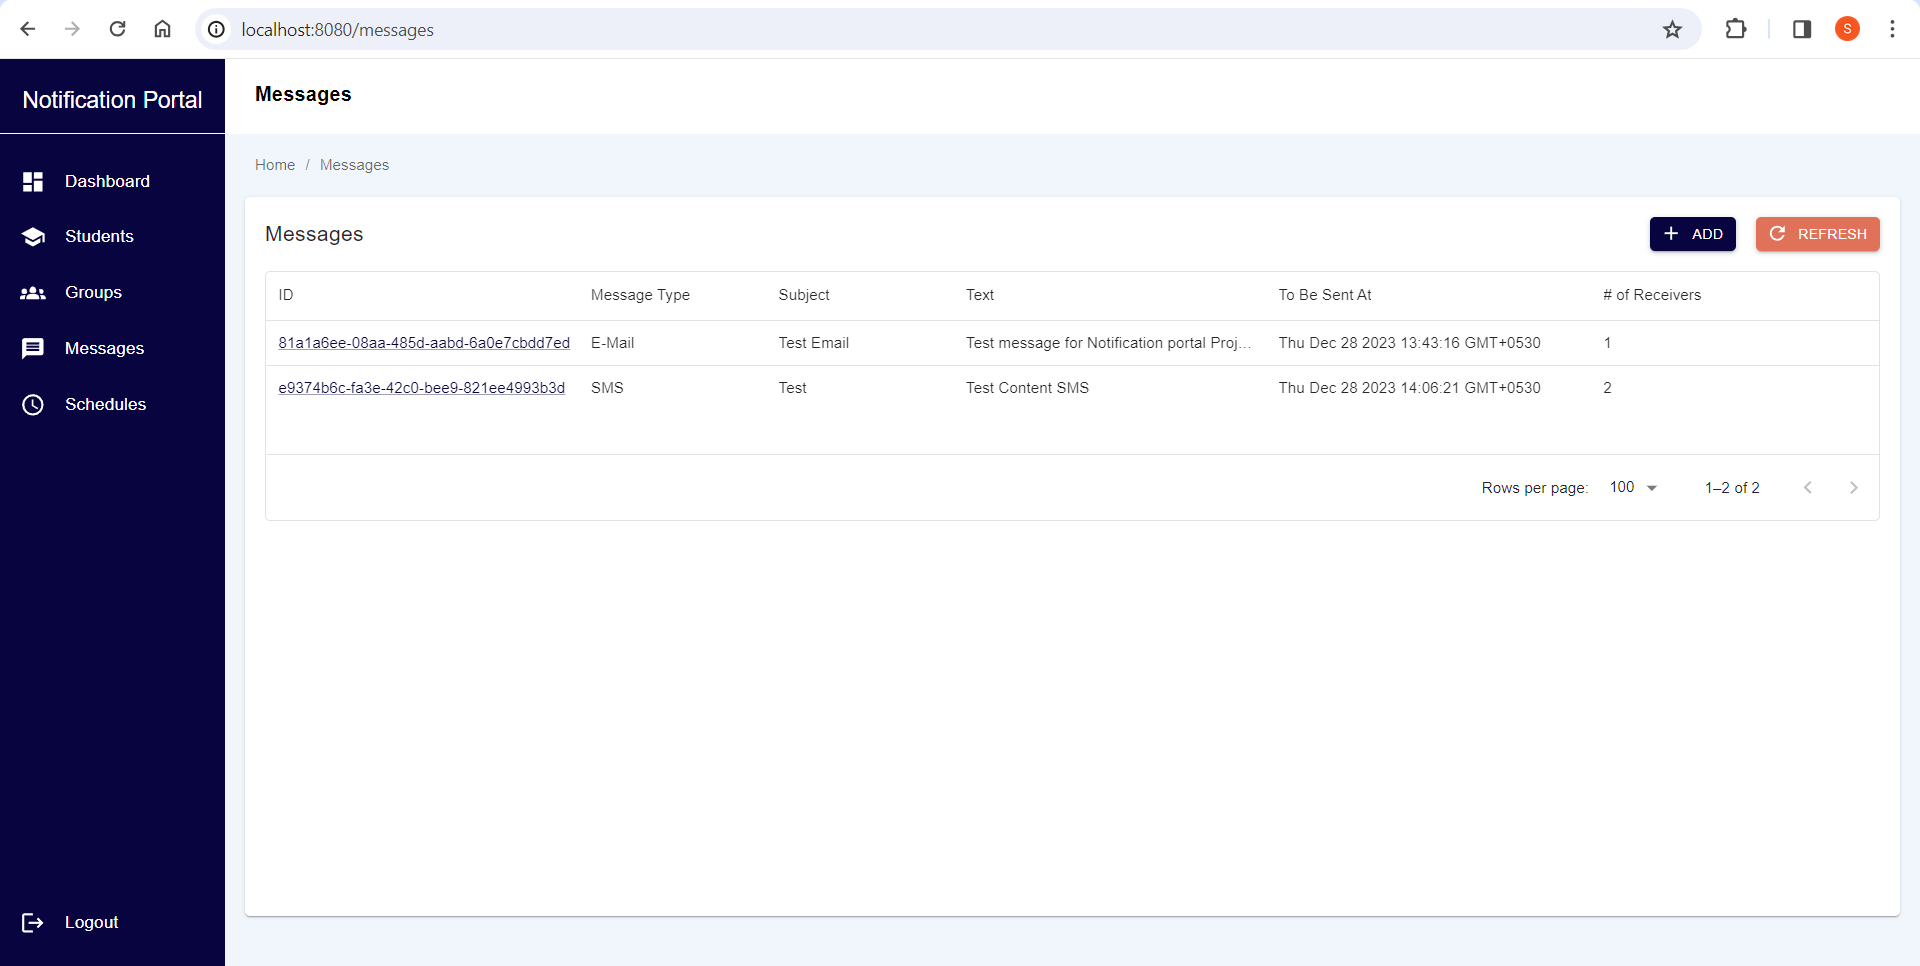 localhost:8080/messages
S
Notification Portal
Messages
Dashboard
Students
Groups
Messages
Schedules
Logout
Home / Messages
Messages
ADD
REFRESH
ID Message Type Subject Text To Be Sent At # of Receivers
81a1a6ee-08aa-485d-aabd-6a0e7cbdd7ed E-Mail Test Email Test message for Notification portal Proj... Thu Dec 28 2023 13:43:16 GMT+0530 1
e9374b6c-fa3e-42c0-bee9-821ee4993b3d SMS Test Test Content SMS Thu Dec 28 2023 14:06:21 GMT+0530 2
Rows per page: 100 1–2 of 2